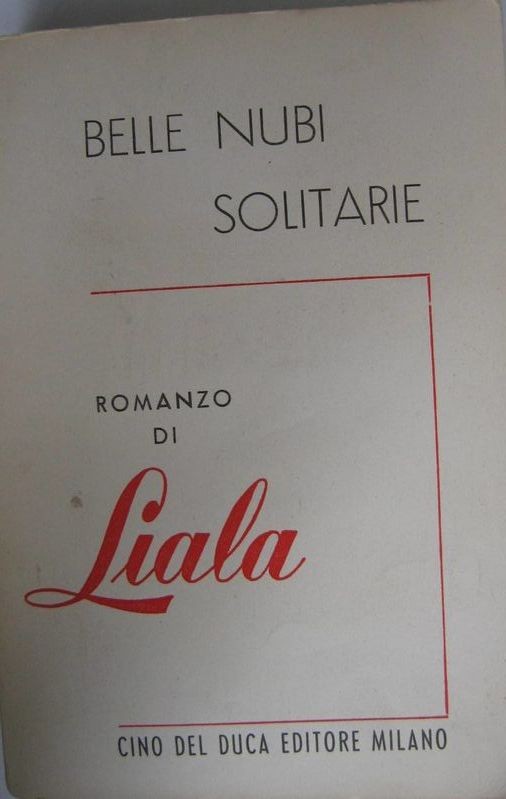 BELLE NUBI
SOLITARIE
ROMANZO
DI
Liala
CINO DEL DUCA EDITORE MILANO